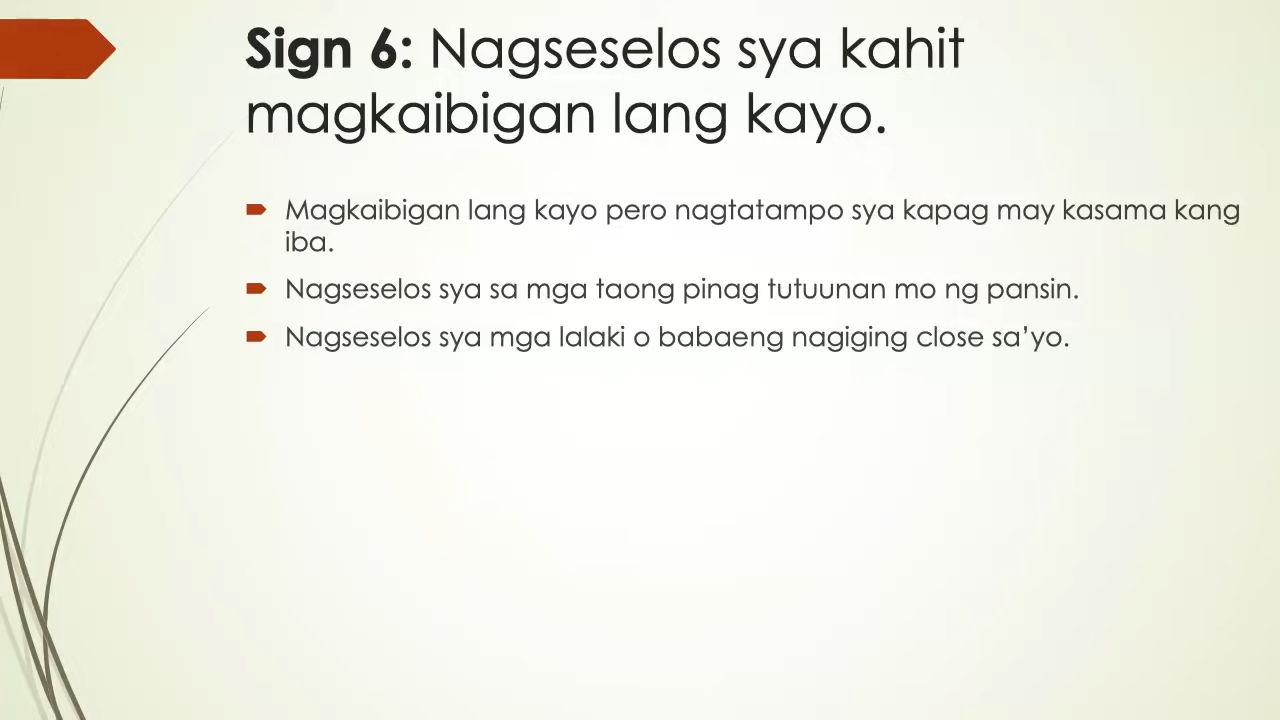 Sign 6: Nagseselos sya kahit
magkaibigan lang kayo.
Magkaibigan lang kayo pero nagtatampo sya kapag may kasama kang
iba.
Nagseselos sya sa mga taong pinag tutuunan mo ng pansin.
Nagseselos sya mga lalaki o babaeng nagiging close sa’yo.